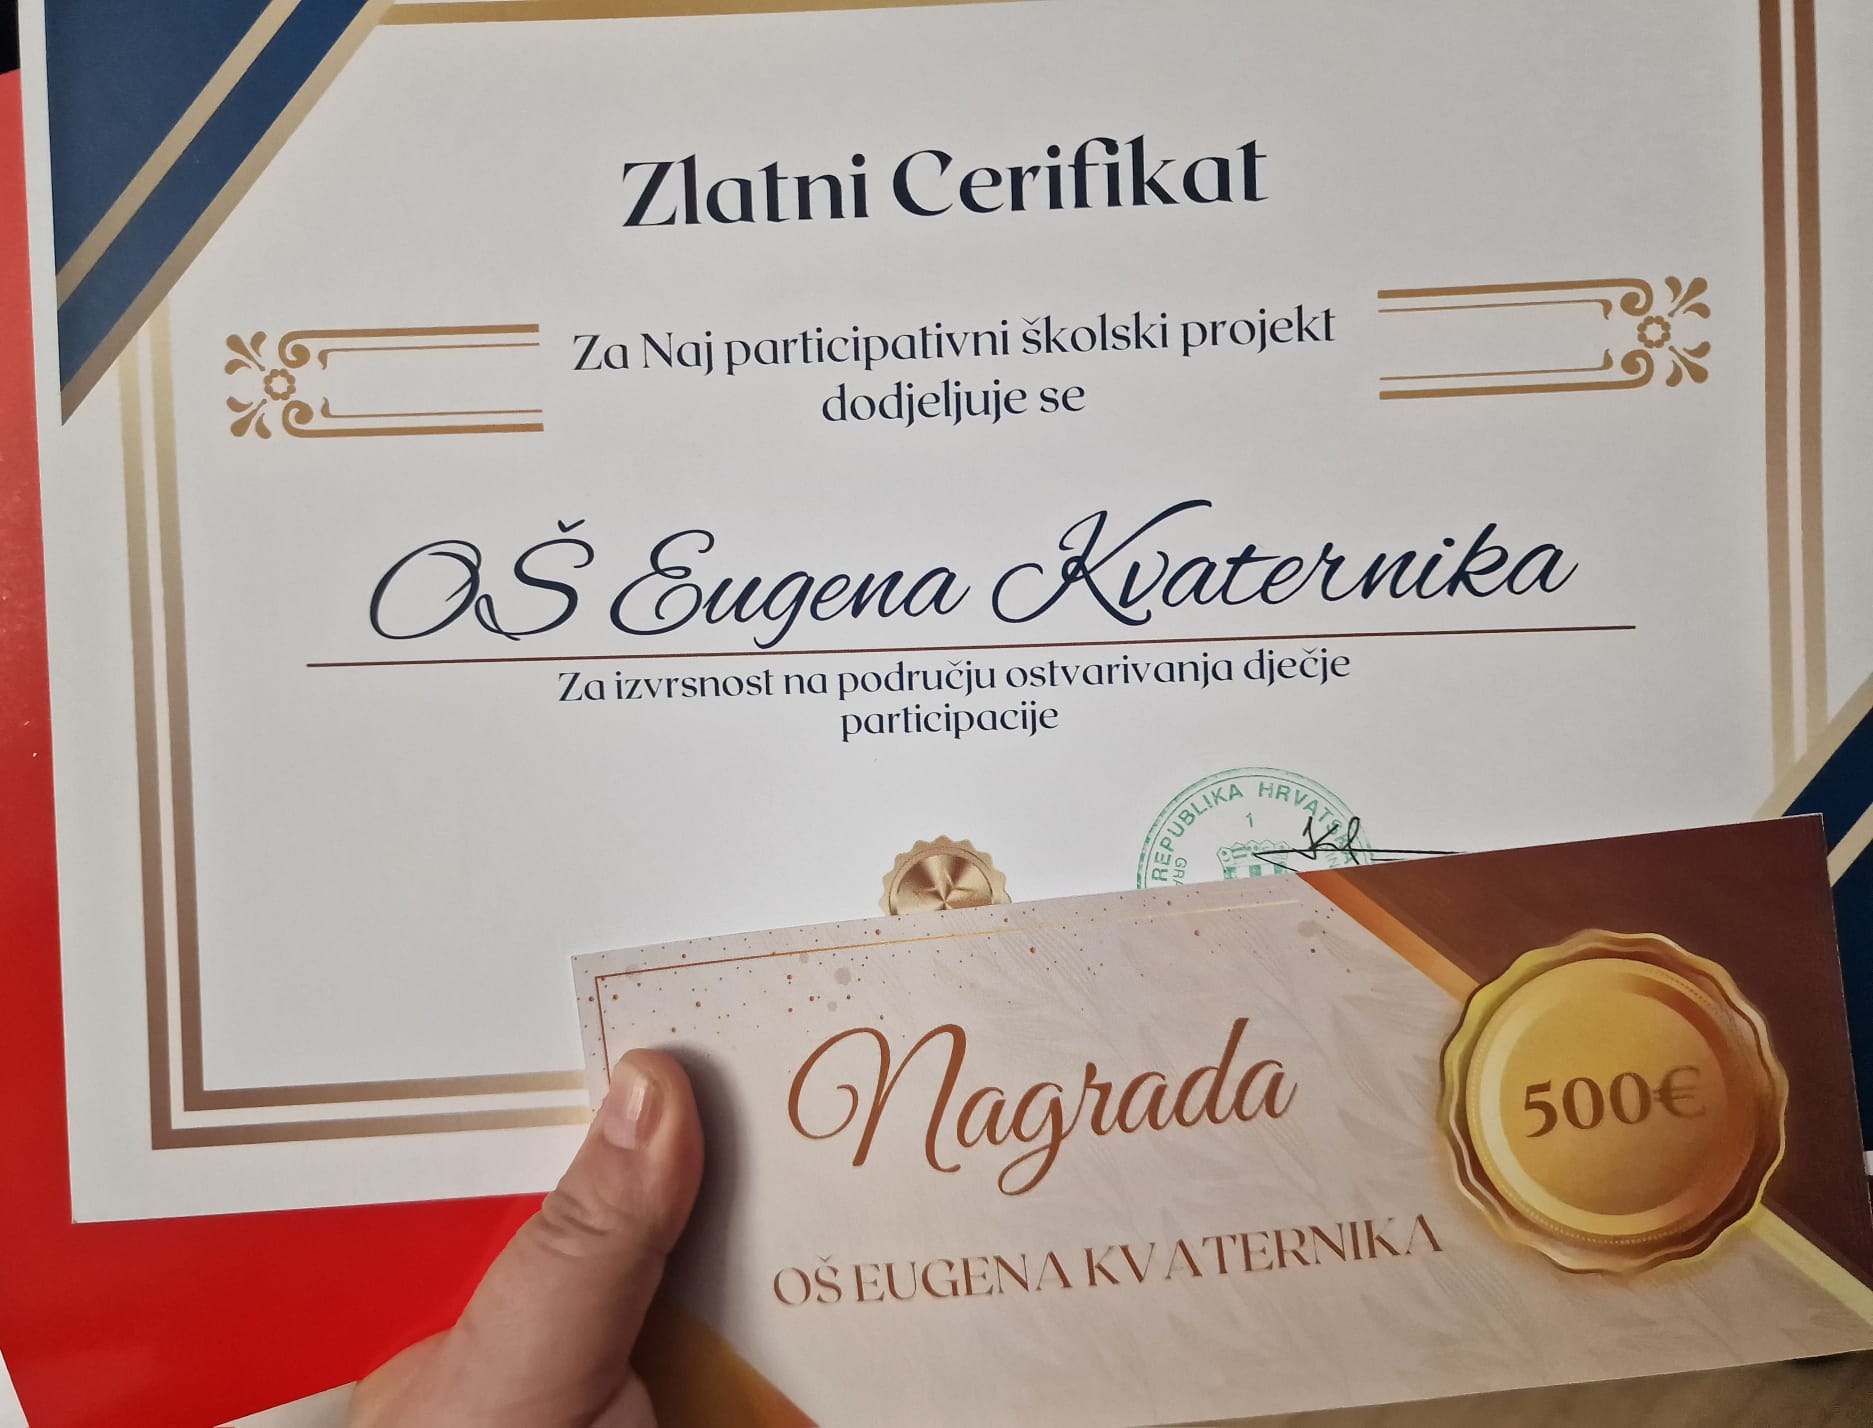 Zlatni Cerifikat
Za Naj participativni školski projekt
dodjeljuje se
OŠ Eugena Kvaternika
Za izvrsnost na području ostvarivanja dječje
participacije
REPUBLIKA HRVATSKA
1
Nagrada
500€
OŠ EUGENA KVATERNIKA